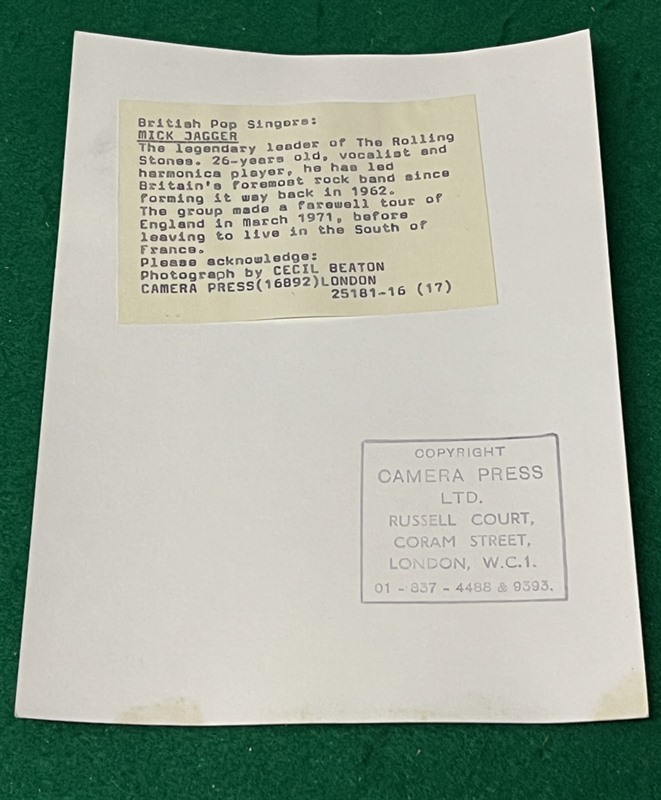 British Pop Singers:
MICK JAGGER
The legendary leader of The Rolling
Stones. 26-years old, vocalist and
harmonica player, he has led
Britain's foremost rock band since
forming it way back in 1962.
The group made a farewell tour of
England in March 1971, before
leaving to live in the South of
France.
Please acknowledge:
Photograph by CECIL BEATON
CAMERA PRESS(16892)LONDON
25181-16 (17)
COPYRIGHT
CAMERA PRESS
LTD.
RUSSELL COURT,
CORAM STREET,
LONDON, W.C.1.
01 - 837 - 4488 & 9393.